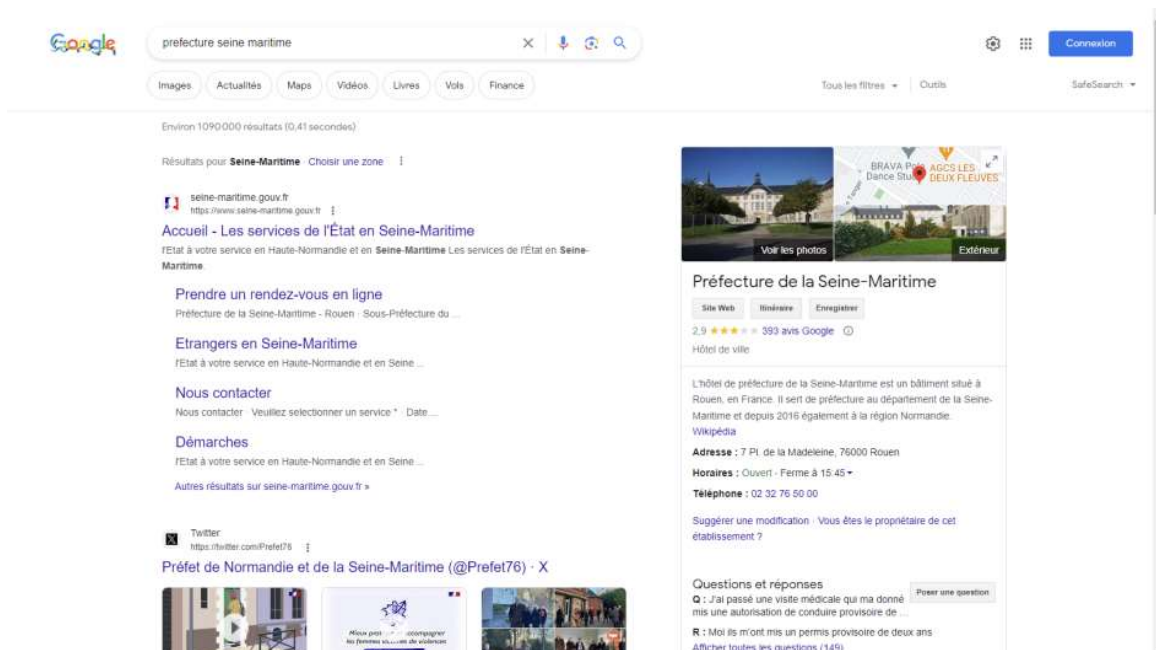 Google
prefecture seine maritime
Connexion
Images
Actualités
Maps
Vidéos
Livres
Vols
Finance
Tous les filtres
Outils
SafeSearch
Environ 1 090 000 résultats (0,41 secondes)
Résultats pour Seine-Maritime · Choisir une zone
seine-maritime.gouv.fr
https://www.seine-maritime.gouv.fr
Accueil - Les services de l'État en Seine-Maritime
l'Etat à votre service en Haute-Normandie et en Seine-Maritime Les services de l'État en Seine-
Maritime.
Prendre un rendez-vous en ligne
Préfecture de la Seine-Maritime - Rouen · Sous-Préfecture du ...
Etrangers en Seine-Maritime
l'Etat à votre service en Haute-Normandie et en Seine ...
Nous contacter
Nous contacter · Veuillez selectionner un service * · Date ...
Démarches
l'Etat à votre service en Haute-Normandie et en Seine ...
Autres résultats sur seine-maritime.gouv.fr »
Twitter
https://twitter.com/Prefet76
Préfet de Normandie et de la Seine-Maritime (@Prefet76) · X
accompagner
les femmes
de violences
BRAVA
Dance
AGCS LES
DEUX FLEUVES
Voir les photos
Extérieur
Préfecture de la Seine-Maritime
Site Web
Itinéraire
Enregistrer
2,9
393 avis Google
Hôtel de ville
L'hôtel de préfecture de la Seine-Maritime est un bâtiment situé à
Rouen, en France. Il sert de préfecture au département de la Seine-
Maritime et depuis 2016 également à la région Normandie.
Wikipédia
Adresse : 7 Pl. de la Madeleine, 76000 Rouen
Horaires : Ouvert · Ferme à 15:45
Téléphone : 02 32 76 50 00
Suggérer une modification · Vous êtes le propriétaire de cet
établissement ?
Questions et réponses
Poser une question
Q : J'ai passé une visite médicale qui ma donné
mis une autorisation de conduire provisoire de ...
R : Moi ils m'ont mis un permis provisoire de deux ans
Afficher toutes les questions (149)